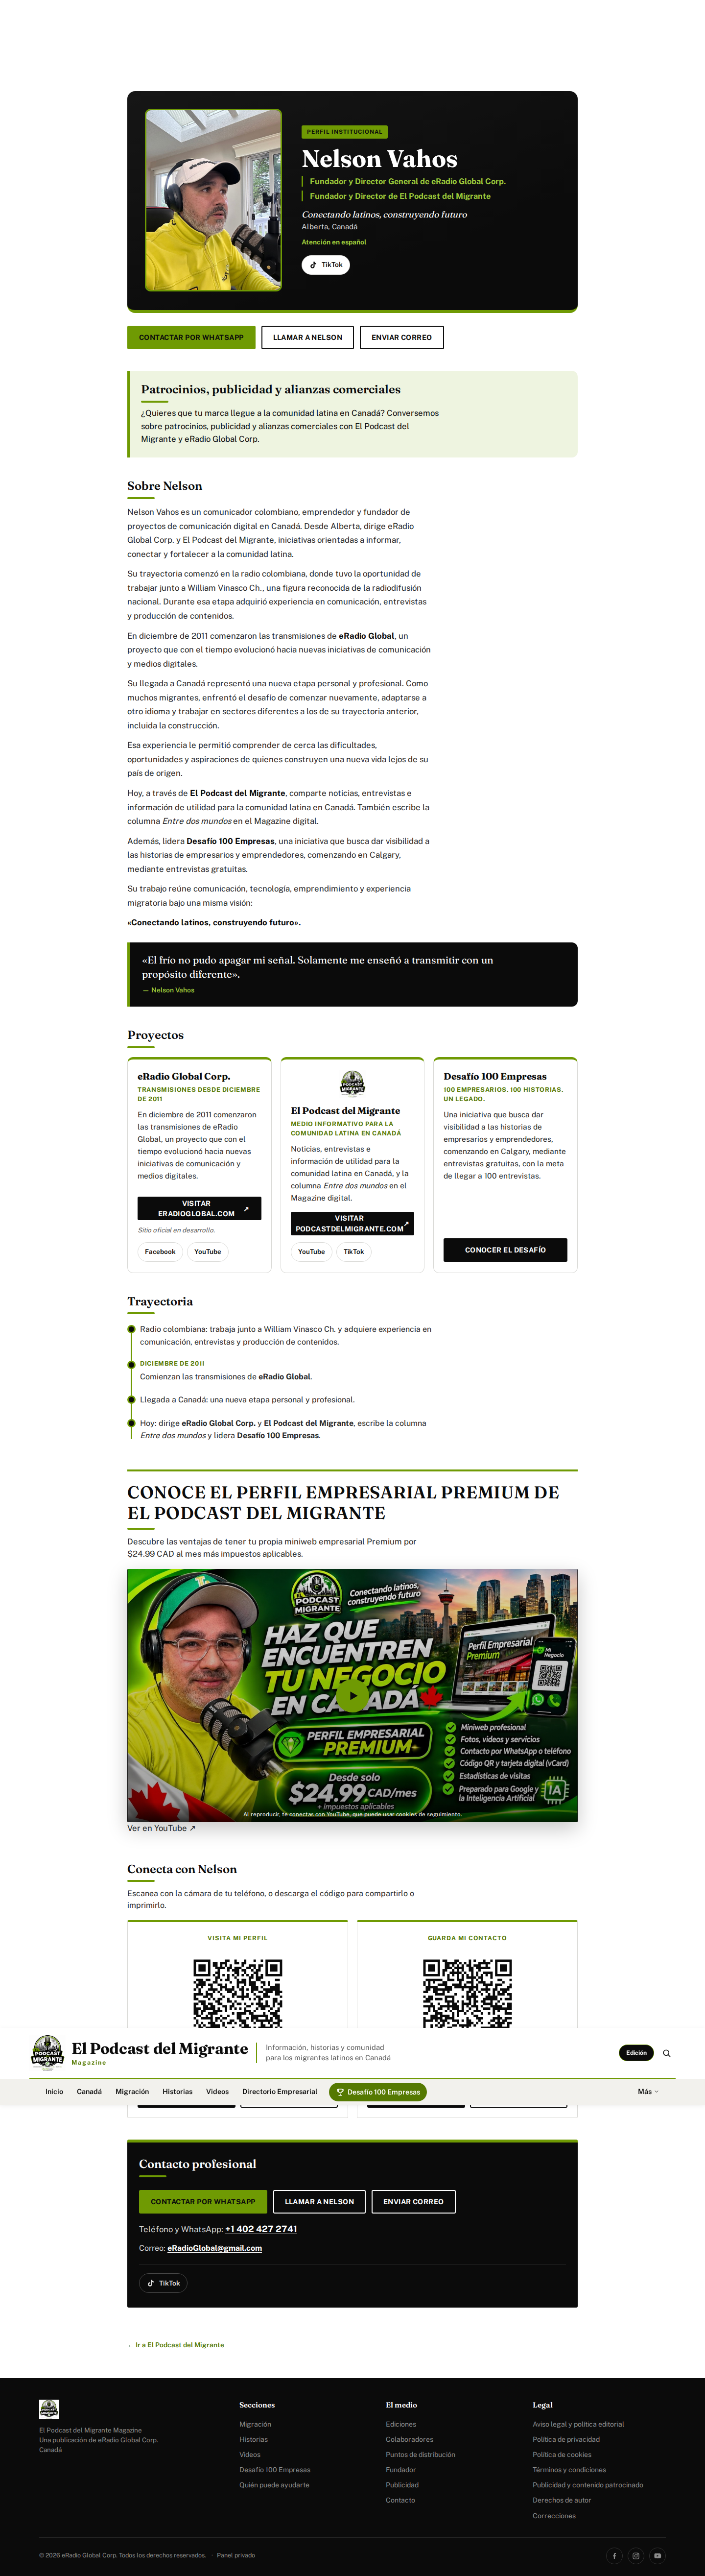 PERFIL INSTITUCIONAL
Nelson Vahos
Fundador y Director General de eRadio Global Corp.
Fundador y Director de El Podcast del Migrante
Conectando latinos, construyendo futuro
Alberta, Canadá
Atención en español
TikTok
CONTACTAR POR WHATSAPP
LLAMAR A NELSON
ENVIAR CORREO
Patrocinios, publicidad y alianzas comerciales
¿Quieres que tu marca llegue a la comunidad latina en Canadá? Conversemos
sobre patrocinios, publicidad y alianzas comerciales con El Podcast del
Migrante y eRadio Global Corp.
Sobre Nelson
Nelson Vahos es un comunicador colombiano, emprendedor y fundador de
proyectos de comunicación digital en Canadá. Desde Alberta, dirige eRadio
Global Corp. y El Podcast del Migrante, iniciativas orientadas a informar,
conectar y fortalecer a la comunidad latina.
Su trayectoria comenzó en la radio colombiana, donde tuvo la oportunidad de
trabajar junto a William Vinasco Ch., una figura reconocida de la radiodifusión
nacional. Durante esa etapa adquirió experiencia en comunicación, entrevistas
y producción de contenidos.
En diciembre de 2011 comenzaron las transmisiones de eRadio Global, un
proyecto que con el tiempo evolucionó hacia nuevas iniciativas de comunicación
y medios digitales.
Su llegada a Canadá representó una nueva etapa personal y profesional. Como
muchos migrantes, enfrentó el desafío de comenzar nuevamente, adaptarse a
otro idioma y trabajar en sectores diferentes a los de su trayectoria anterior,
incluida la construcción.
Esa experiencia le permitió comprender de cerca las dificultades,
oportunidades y aspiraciones de quienes construyen una nueva vida lejos de su
país de origen.
Hoy, a través de El Podcast del Migrante, comparte noticias, entrevistas e
información de utilidad para la comunidad latina en Canadá. También escribe la
columna Entre dos mundos en el Magazine digital.
Además, lidera Desafío 100 Empresas, una iniciativa que busca dar visibilidad a
las historias de empresarios y emprendedores, comenzando en Calgary,
mediante entrevistas gratuitas.
Su trabajo reúne comunicación, tecnología, emprendimiento y experiencia
migratoria bajo una misma visión:
«Conectando latinos, construyendo futuro».
«El frío no pudo apagar mi señal. Solamente me enseñó a transmitir con un
propósito diferente».
— Nelson Vahos
Proyectos
eRadio Global Corp.
TRANSMISIONES DESDE DICIEMBRE
DE 2011
En diciembre de 2011 comenzaron
las transmisiones de eRadio
Global, un proyecto que con el
tiempo evolucionó hacia nuevas
iniciativas de comunicación y
medios digitales.
VISITAR
ERADIOGLOBAL.COM ↗
Sitio oficial en desarrollo.
Facebook
YouTube
PODCAST
MIGRANTE
El Podcast del Migrante
MEDIO INFORMATIVO PARA LA
COMUNIDAD LATINA EN CANADÁ
Noticias, entrevistas e
información de utilidad para la
comunidad latina en Canadá, y la
columna Entre dos mundos en el
Magazine digital.
VISITAR
PODCASTDELMIGRANTE.COM ↗
YouTube
TikTok
Desafío 100 Empresas
100 EMPRESARIOS. 100 HISTORIAS.
UN LEGADO.
Una iniciativa que busca dar
visibilidad a las historias de
empresarios y emprendedores,
comenzando en Calgary, mediante
entrevistas gratuitas, con la meta
de llegar a 100 entrevistas.
CONOCER EL DESAFÍO
Trayectoria
Radio colombiana: trabaja junto a William Vinasco Ch. y adquiere experiencia en
comunicación, entrevistas y producción de contenidos.
DICIEMBRE DE 2011
Comienzan las transmisiones de eRadio Global.
Llegada a Canadá: una nueva etapa personal y profesional.
Hoy: dirige eRadio Global Corp. y El Podcast del Migrante, escribe la columna
Entre dos mundos y lidera Desafío 100 Empresas.
CONOCE EL PERFIL EMPRESARIAL PREMIUM DE
EL PODCAST DEL MIGRANTE
Descubre las ventajas de tener tu propia miniweb empresarial Premium por
$24.99 CAD al mes más impuestos aplicables.
PODCAST
MIGRANTE
Conectando latinos,
construyendo futuro
HAZ QUE
ENCUENTREN
TU NEGOCIO
EN CANADÁ
Perfil Empresarial
Premium
Mi
Negocio
PERFIL EMPRESARIAL
PREMIUM
Desde solo
$24.99 CAD/mes
+ Impuestos aplicables
Miniweb profesional
Fotos, videos y servicios
Contacto por WhatsApp o teléfono
Código QR y tarjeta digital (vCard)
Estadísticas de visitas
Preparado para Google y
la Inteligencia Artificial
IA
Al reproducir, te conectas con YouTube, que puede usar cookies de seguimiento.
Ver en YouTube ↗
Conecta con Nelson
Escanea con la cámara de tu teléfono, o descarga el código para compartirlo o
imprimirlo.
VISITA MI PERFIL
GUARDA MI CONTACTO
PODCAST
MIGRANTE
El Podcast del Migrante
Magazine
Información, historias y comunidad
para los migrantes latinos en Canadá
Edición
Inicio
Canadá
Migración
Historias
Videos
Directorio Empresarial
Desafío 100 Empresas
Más
Contacto profesional
CONTACTAR POR WHATSAPP
LLAMAR A NELSON
ENVIAR CORREO
Teléfono y WhatsApp: +1 402 427 2741
Correo: eRadioGlobal@gmail.com
TikTok
← Ir a El Podcast del Migrante
El Podcast del Migrante Magazine
Una publicación de eRadio Global Corp.
Canadá
Secciones
Migración
Historias
Videos
Desafío 100 Empresas
Quién puede ayudarte
El medio
Ediciones
Colaboradores
Puntos de distribución
Fundador
Publicidad
Contacto
Legal
Aviso legal y política editorial
Política de privacidad
Política de cookies
Términos y condiciones
Publicidad y contenido patrocinado
Derechos de autor
Correcciones
© 2026 eRadio Global Corp. Todos los derechos reservados. · Panel privado